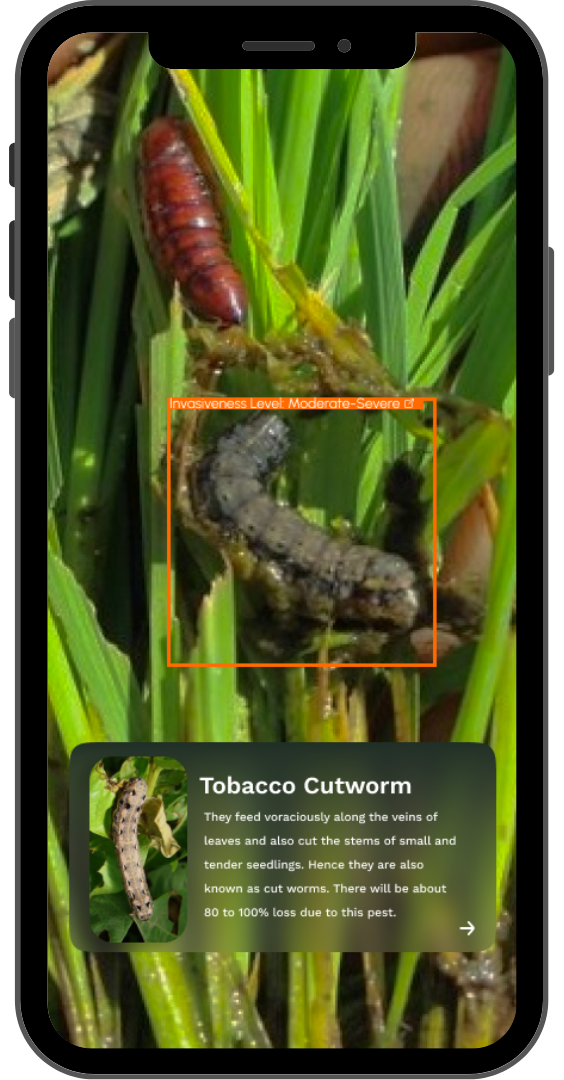 Invasiveness Level: Moderate-Severe
Tobacco Cutworm
They feed voraciously along the veins of
leaves and also cut the stems of small and
tender seedlings. Hence they are also
known as cut worms. There will be about
80 to 100% loss due to this pest.